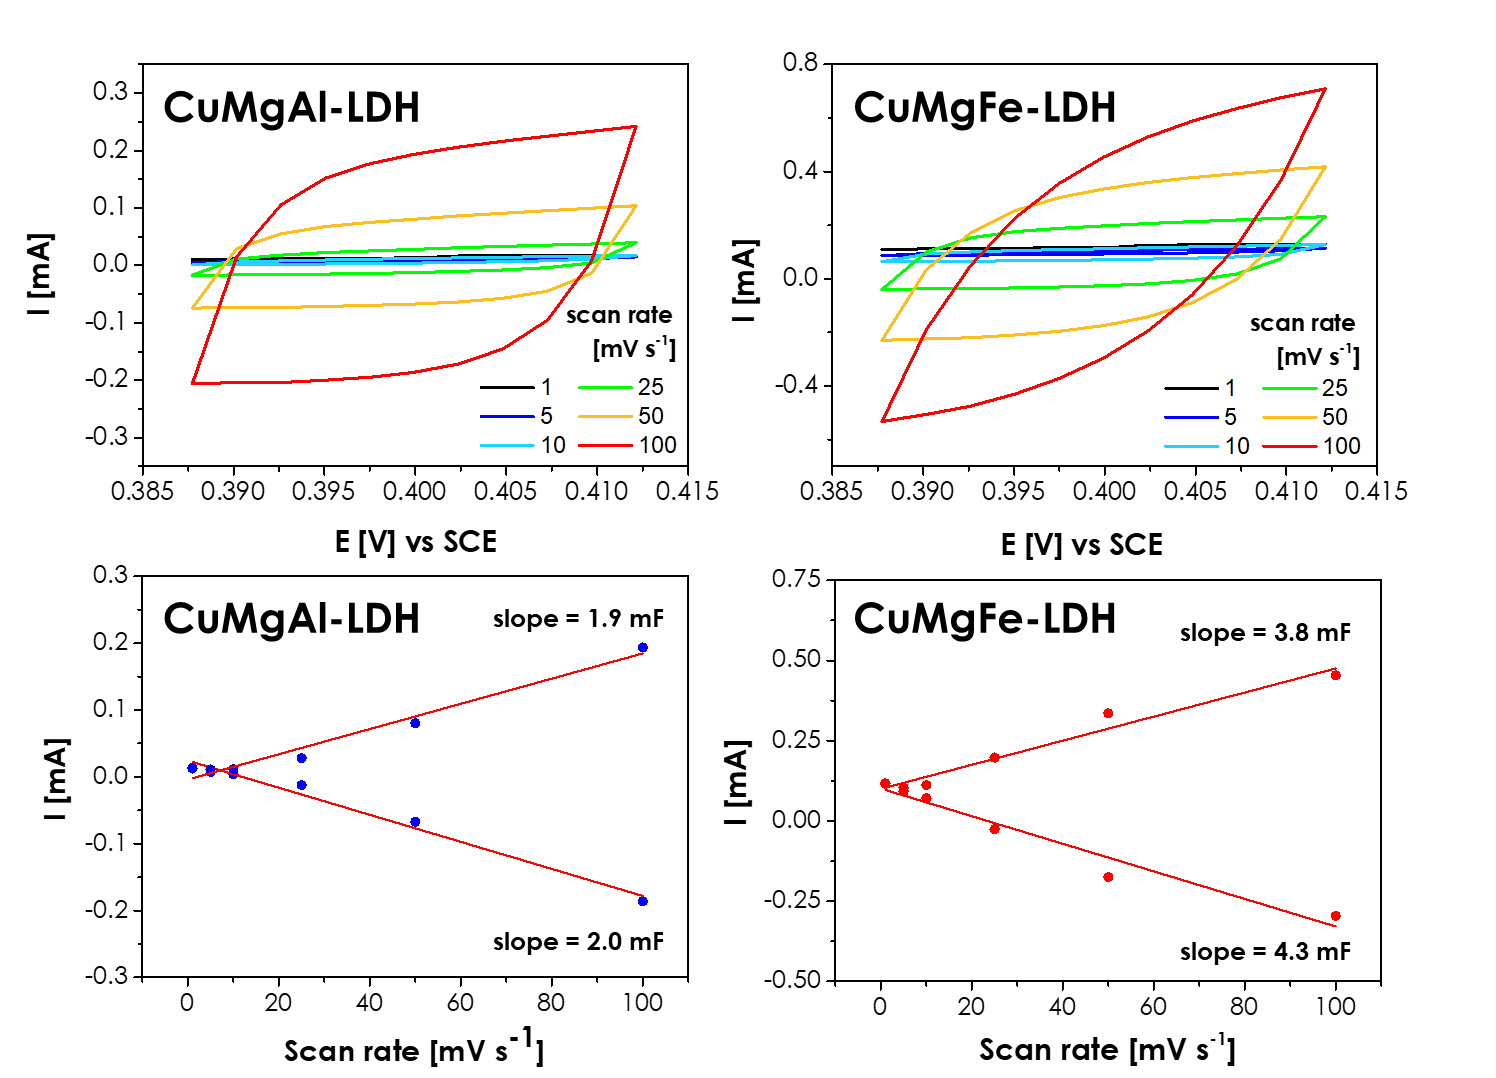 CuMgAl-LDH
0.3
0.2
0.1
0.0
-0.1
-0.2
-0.3
I [mA]
scan rate
[mV s-1]
1 25
5 50
10 100
0.385 0.390 0.395 0.400 0.405 0.410 0.415
E [V] vs SCE
CuMgFe-LDH
0.8
0.4
0.0
-0.4
I [mA]
scan rate
[mV s-1]
1 25
5 50
10 100
0.385 0.390 0.395 0.400 0.405 0.410 0.415
E [V] vs SCE
CuMgAl-LDH
slope = 1.9 mF
0.3
0.2
0.1
0.0
-0.1
-0.2
-0.3
I [mA]
slope = 2.0 mF
0 20 40 60 80 100
Scan rate [mV s-1]
CuMgFe-LDH
slope = 3.8 mF
0.75
0.50
0.25
0.00
-0.25
-0.50
I [mA]
slope = 4.3 mF
0 20 40 60 80 100
Scan rate [mV s-1]